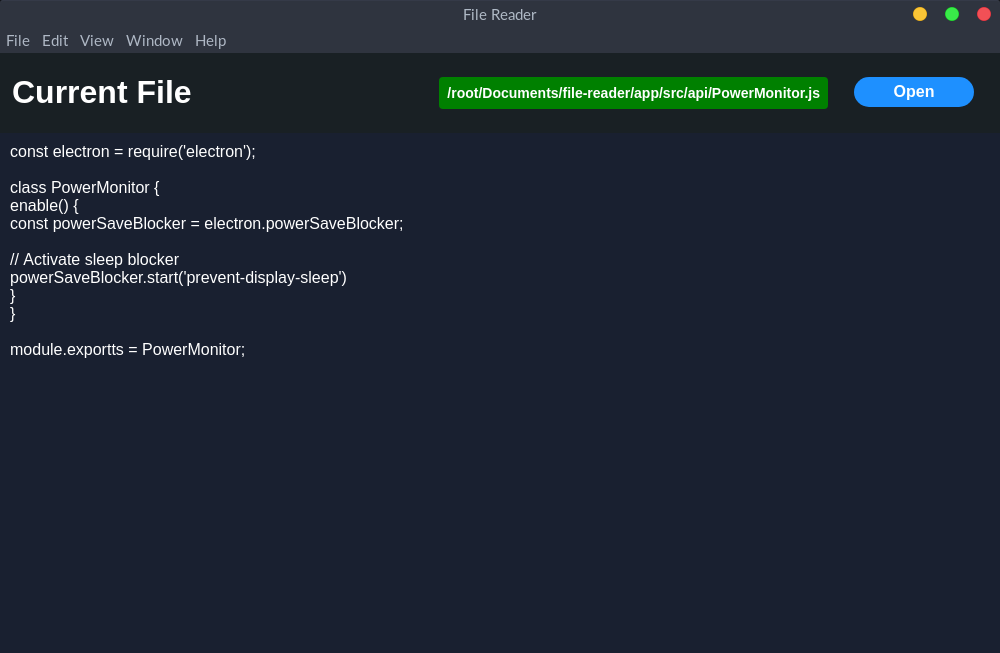 File Reader
File Edit View Window Help
Current File
/root/Documents/file-reader/app/src/api/PowerMonitor.js
Open
const electron = require('electron');
class PowerMonitor {
enable() {
const powerSaveBlocker = electron.powerSaveBlocker;
// Activate sleep blocker
powerSaveBlocker.start('prevent-display-sleep')
}
}
module.exportts = PowerMonitor;